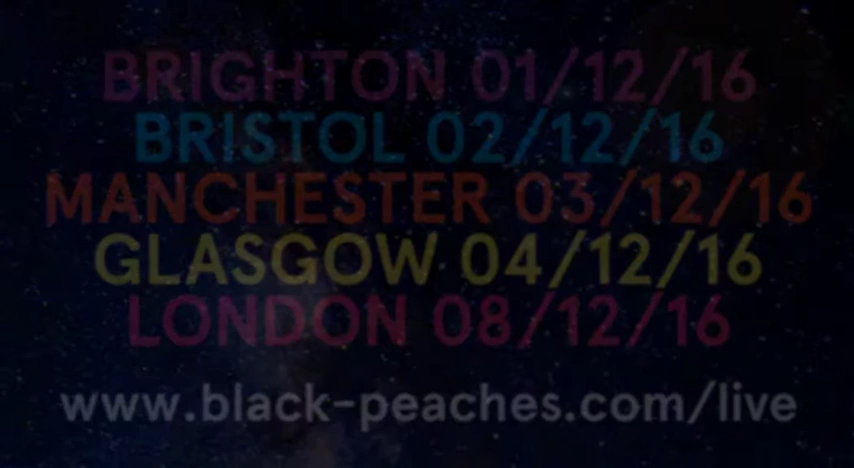 BRIGHTON 01/12/16
BRISTOL 02/12/16
MANCHESTER 03/12/16
GLASGOW 04/12/16
LONDON 08/12/16
www.black-peaches.com/live